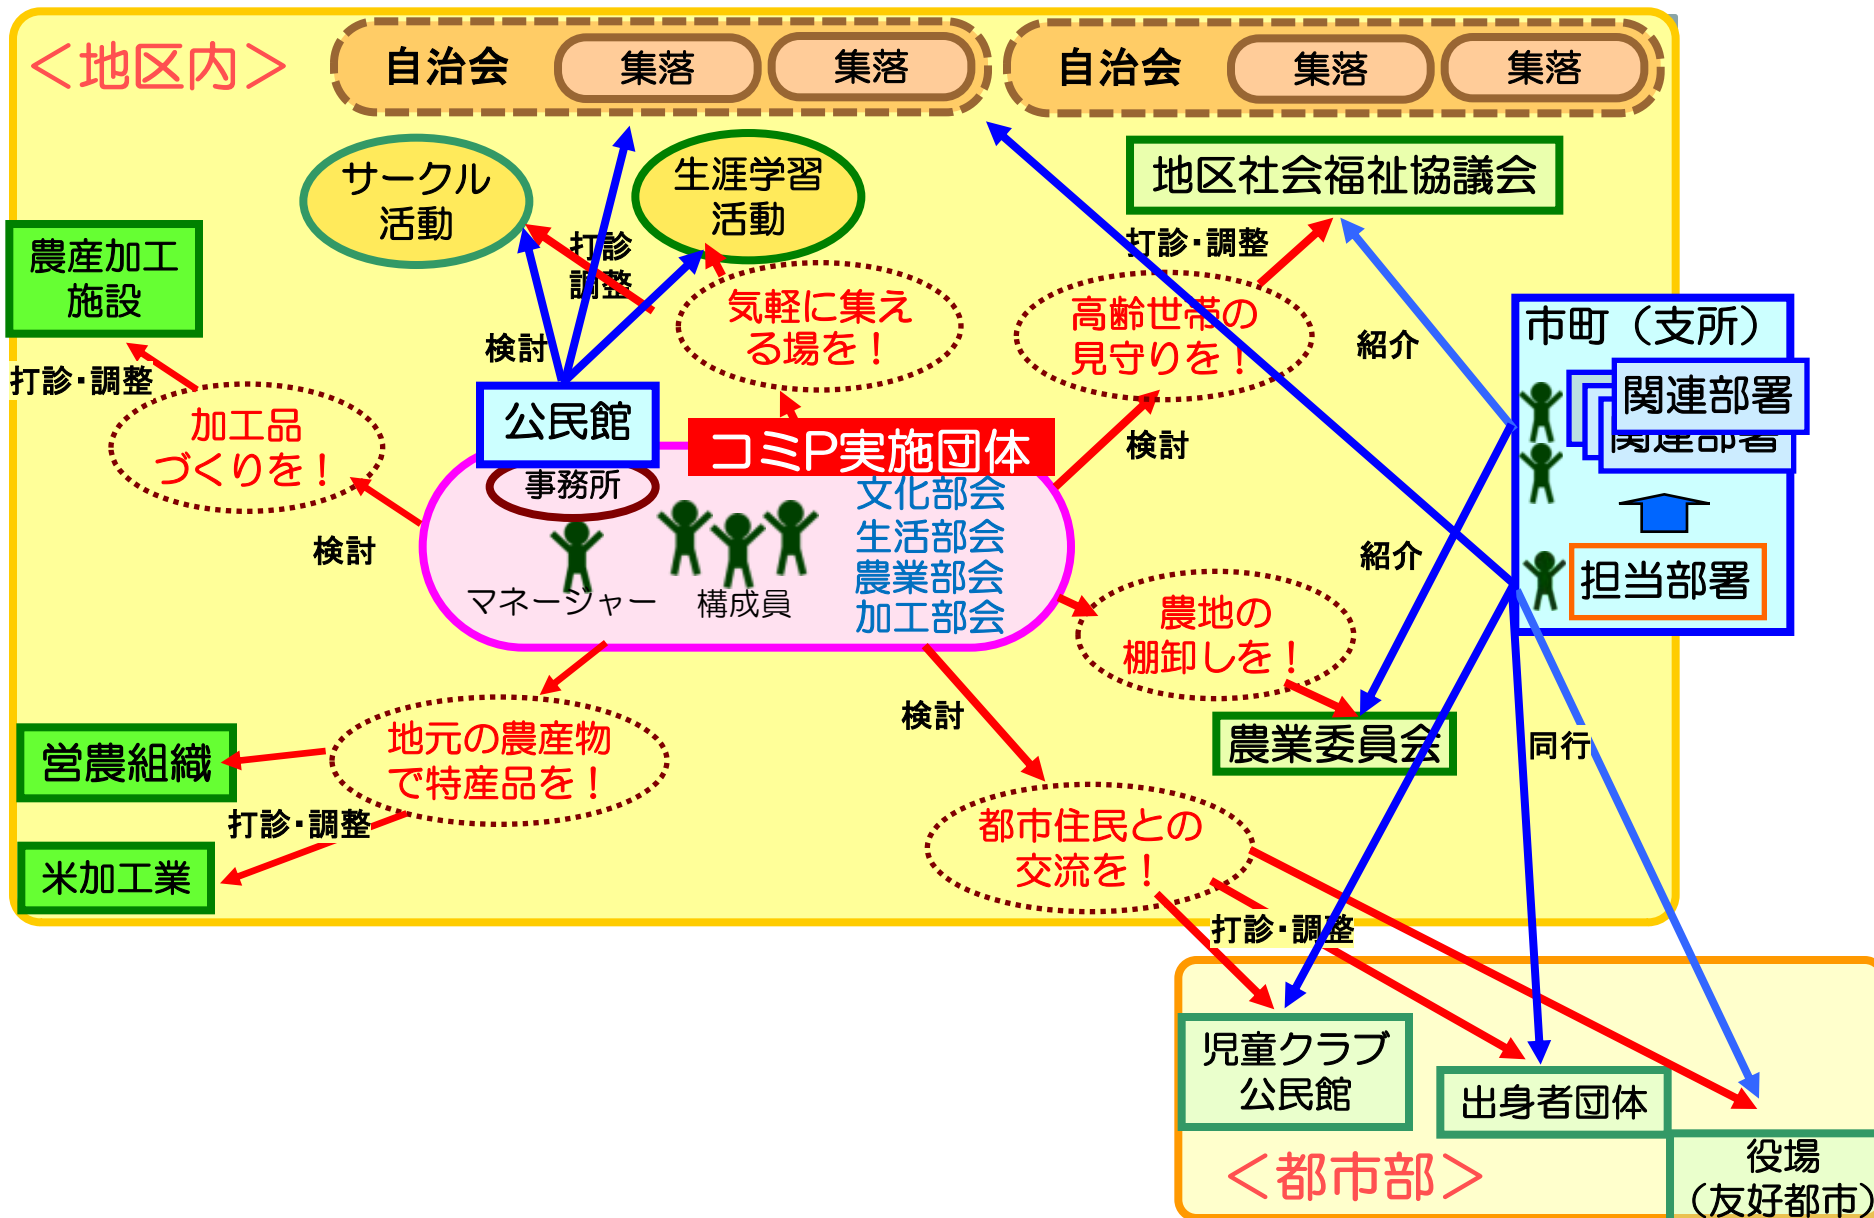 <地区内>
自治会
集落
集落
自治会
集落
集落
サークル
活動
生涯学習
活動
地区社会福祉協議会
農産加工
施設
打診
調整
打診・調整
気軽に集え
る場を！
高齢世帯の
見守りを！
紹介
市町（支所）
関連部署
関連部署
担当部署
検討
打診・調整
加工品
づくりを！
公民館
コミP実施団体
検討
事務所
マネージャー
構成員
文化部会
生活部会
農業部会
加工部会
検討
紹介
農地の
棚卸しを！
検討
農業委員会
同行
営農組織
地元の農産物
で特産品を！
打診・調整
米加工業
都市住民との
交流を！
打診・調整
児童クラブ
公民館
出身者団体
役場
（友好都市）
<都市部>